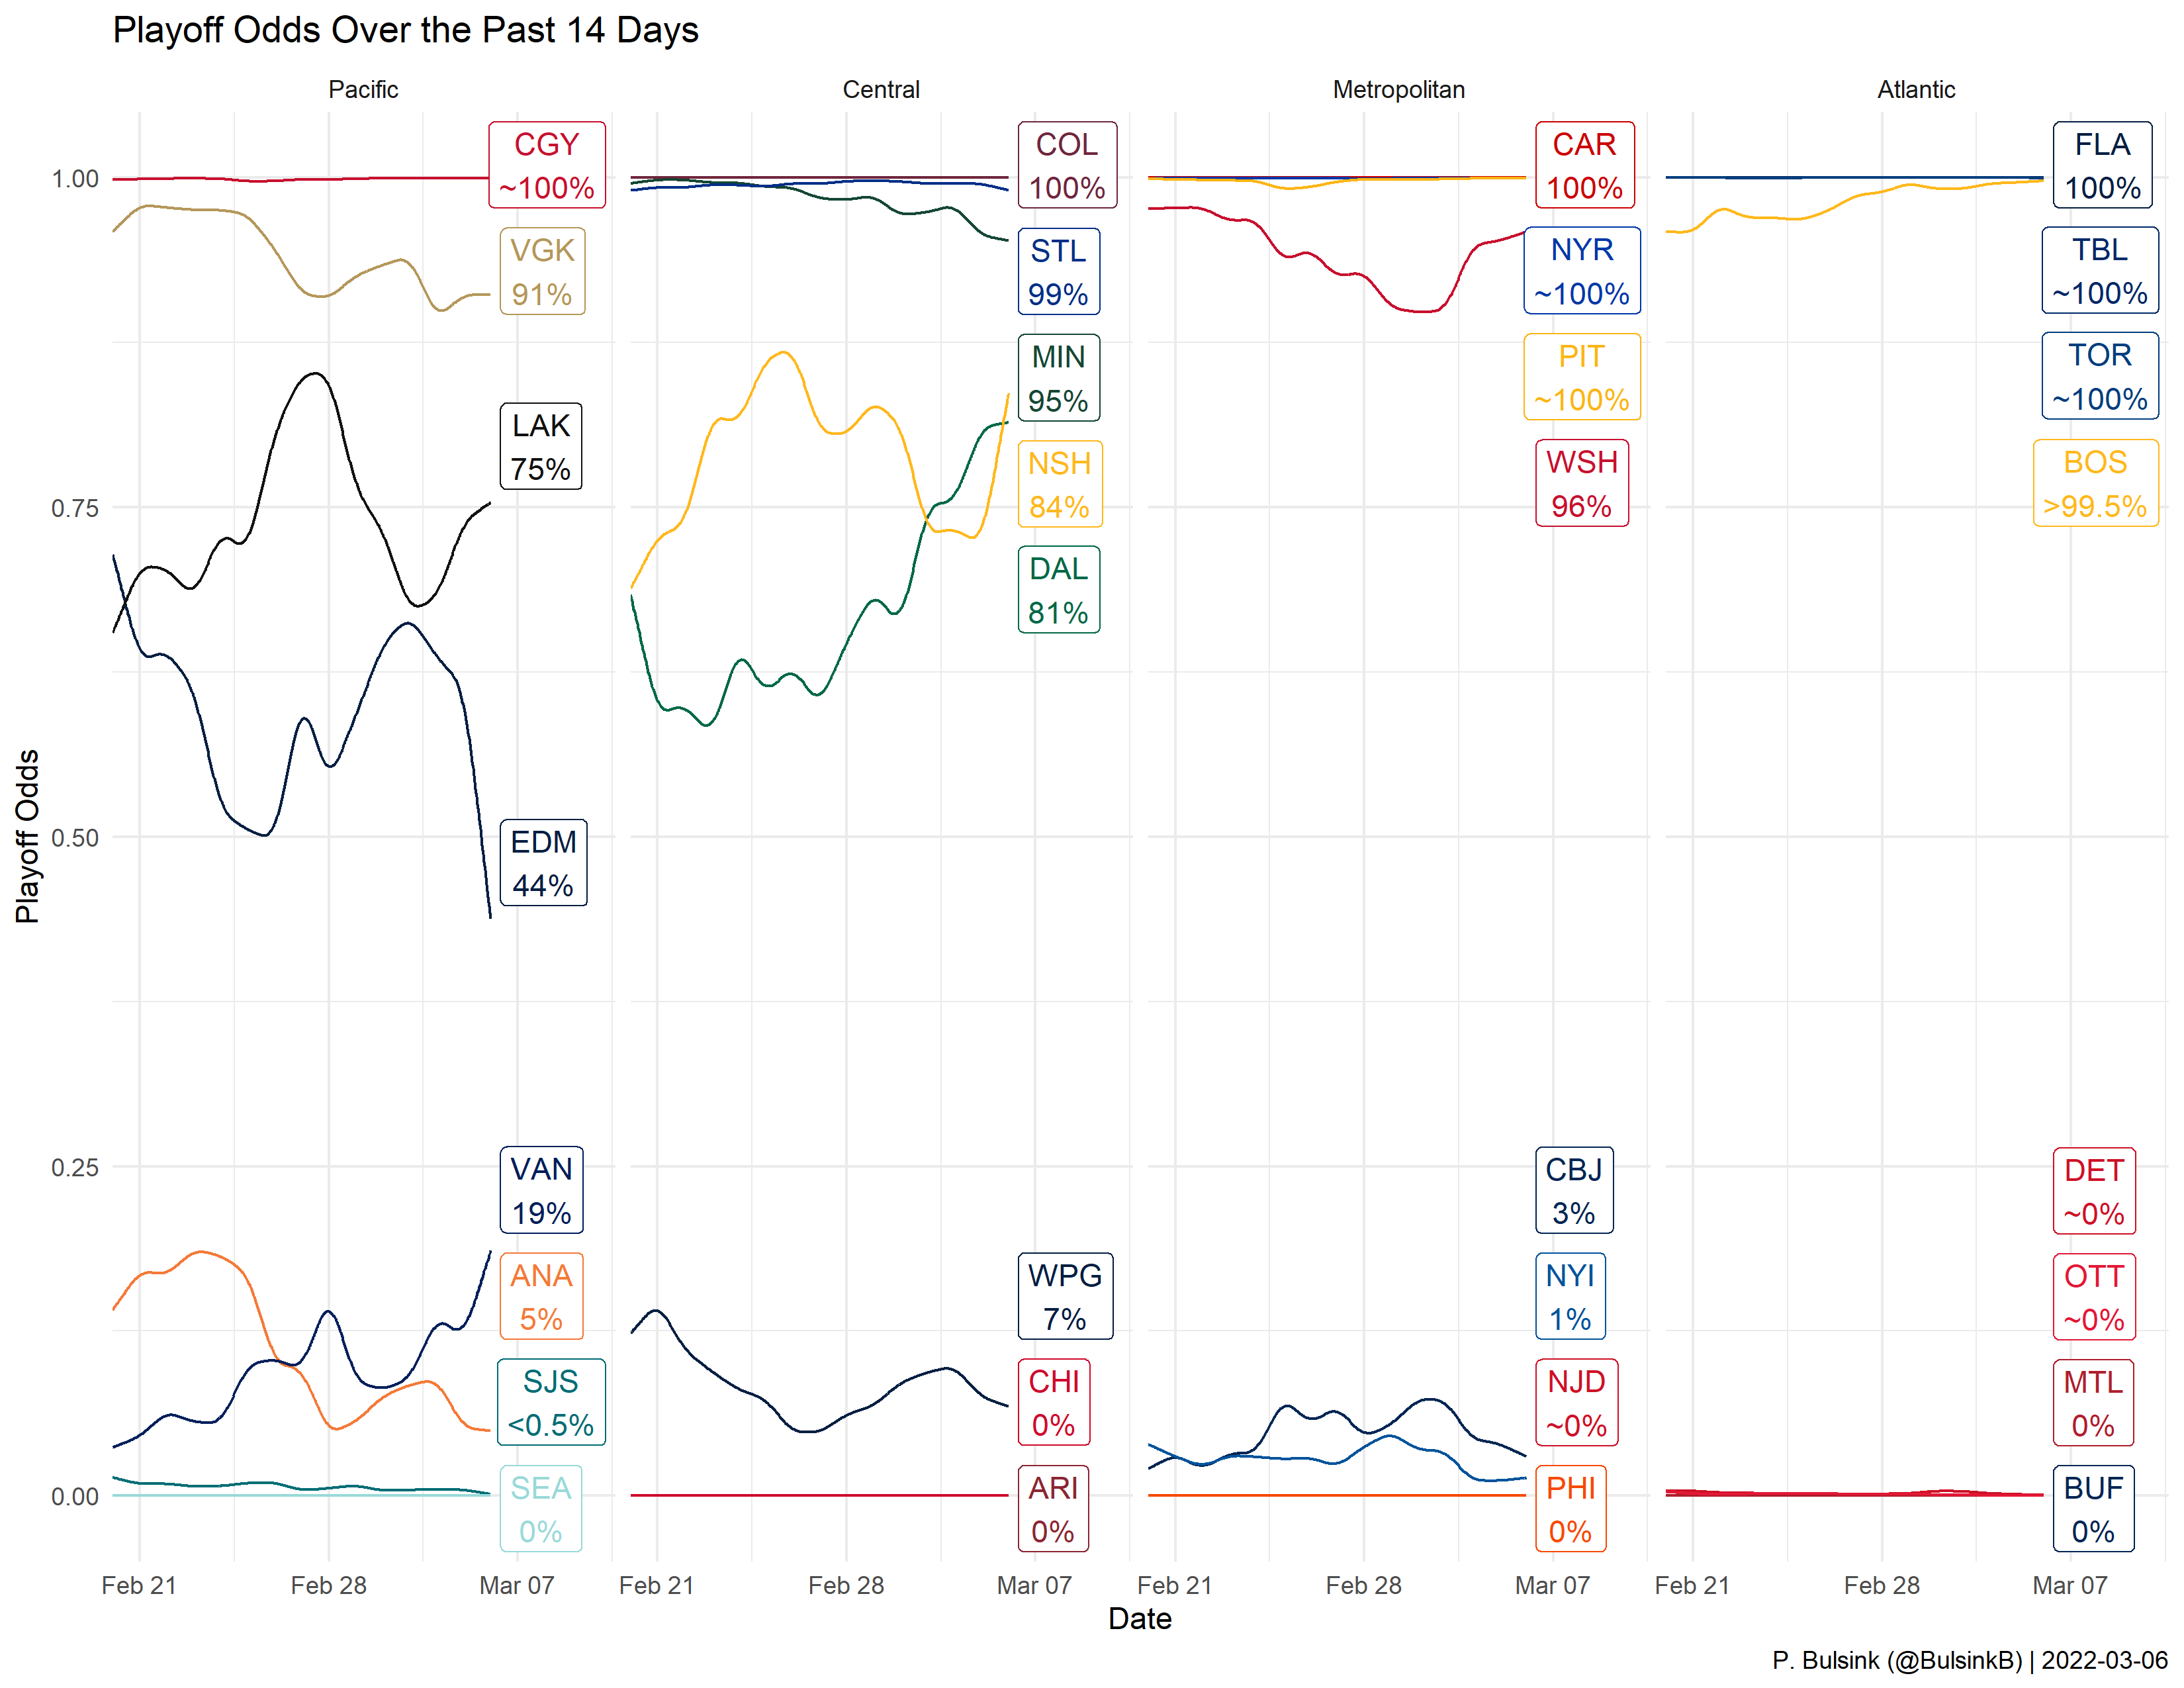 Playoff Odds Over the Past 14 Days
Pacific
Central
Metropolitan
Atlantic
Playoff Odds
1.00
0.75
0.50
0.25
0.00
CGY
~100%
VGK
91%
LAK
75%
EDM
44%
VAN
19%
ANA
5%
SJS
<0.5%
SEA
0%
COL
100%
STL
99%
MIN
95%
NSH
84%
DAL
81%
WPG
7%
CHI
0%
ARI
0%
CAR
100%
NYR
~100%
PIT
~100%
WSH
96%
CBJ
3%
NYI
1%
NJD
~0%
PHI
0%
FLA
100%
TBL
~100%
TOR
~100%
BOS
>99.5%
DET
~0%
OTT
~0%
MTL
0%
BUF
0%
Feb 21 Feb 28 Mar 07 Feb 21 Feb 28 Mar 07 Feb 21 Feb 28 Mar 07 Feb 21 Feb 28 Mar 07
Date
P. Bulsink (@BulsinkB) | 2022-03-06